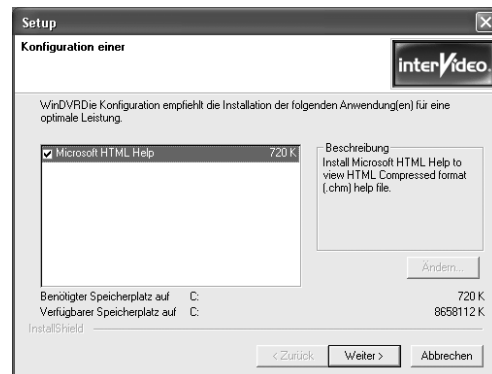 Setup
Konfiguration einer
interVideo.
WinDVRDie Konfiguration empfiehlt die Installation der folgenden Anwendung(en) für eine
optimale Leistung.
Microsoft HTML Help 720 K
Beschreibung
Install Microsoft HTML Help to
view HTML Compressed format
(.chm) help file.
Ändern...
Benötigter Speicherplatz auf C: 720 K
Verfügbarer Speicherplatz auf C: 8658112 K
InstallShield
< Zurück Weiter > Abbrechen